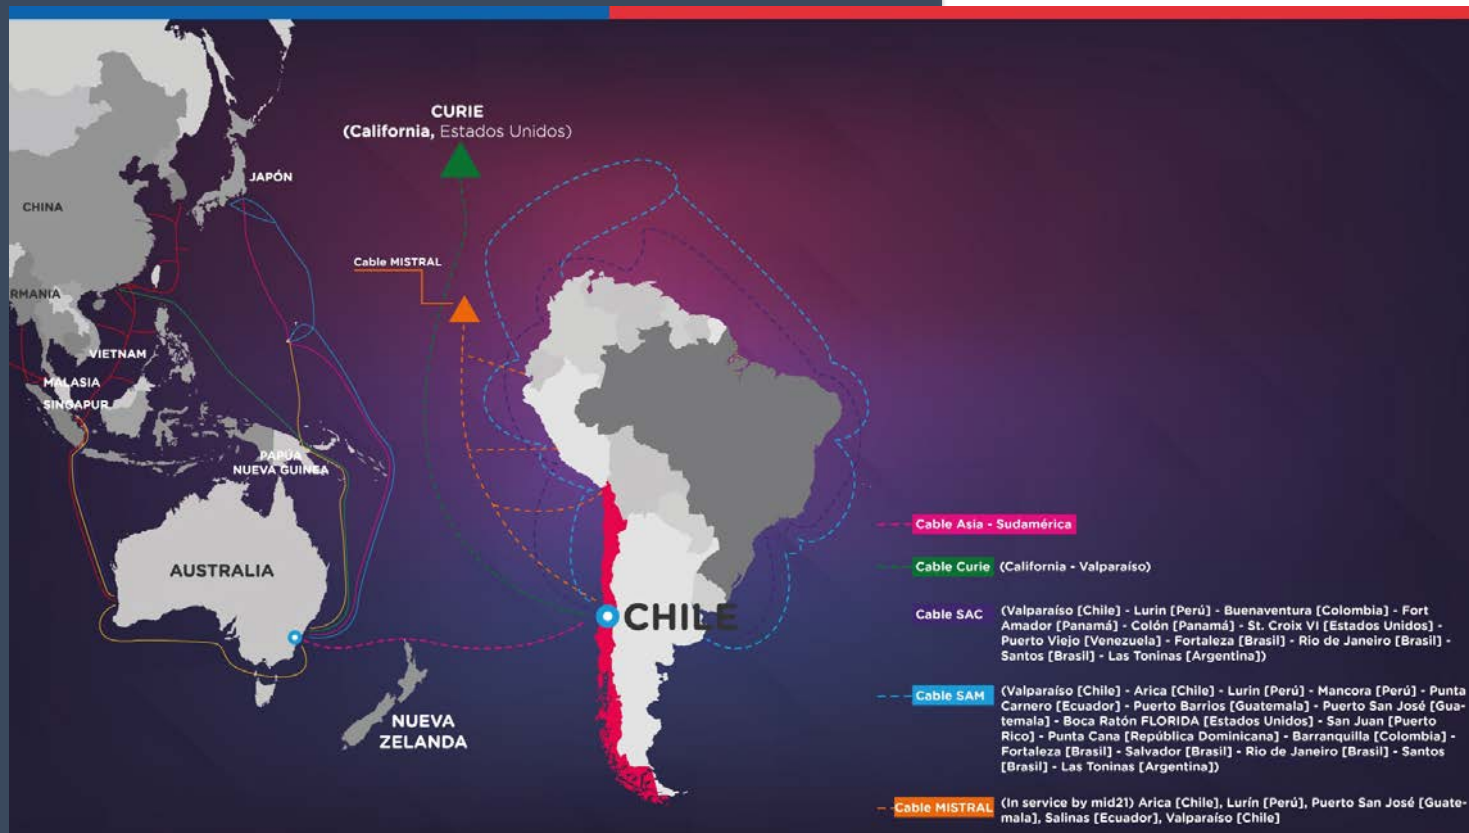 CURIE
(California, Estados Unidos)
JAPÓN
CHINA
Cable MISTRAL
RMANIA
VIETNAM
MALASIA
SINGAPUR
PAPÚA
NUEVA GUINEA
AUSTRALIA
CHILE
NUEVA
ZELANDA
Cable Asia - Sudamérica
Cable Curie (California - Valparaíso)
Cable SAC (Valparaíso [Chile] - Lurin [Perú] - Buenaventura [Colombia] - Fort
Amador [Panamá] - Colón [Panamá] - St. Croix VI [Estados Unidos] -
Puerto Viejo [Venezuela] - Fortaleza [Brasil] - Rio de Janeiro [Brasil] -
Santos [Brasil] - Las Toninas [Argentina])
Cable SAM (Valparaíso [Chile] - Arica [Chile] - Lurin [Perú] - Mancora [Perú] - Punta
Carnero [Ecuador] - Puerto Barrios [Guatemala] - Puerto San José [Gua-
temala] - Boca Ratón FLORIDA [Estados Unidos] - San Juan [Puerto
Rico] - Punta Cana [República Dominicana] - Barranquilla [Colombia] -
Fortaleza [Brasil] - Salvador [Brasil] - Rio de Janeiro [Brasil] - Santos
[Brasil] - Las Toninas [Argentina])
Cable MISTRAL (In service by mid21) Arica [Chile], Lurín [Perú], Puerto San José [Guate-
mala], Salinas [Ecuador], Valparaíso [Chile]